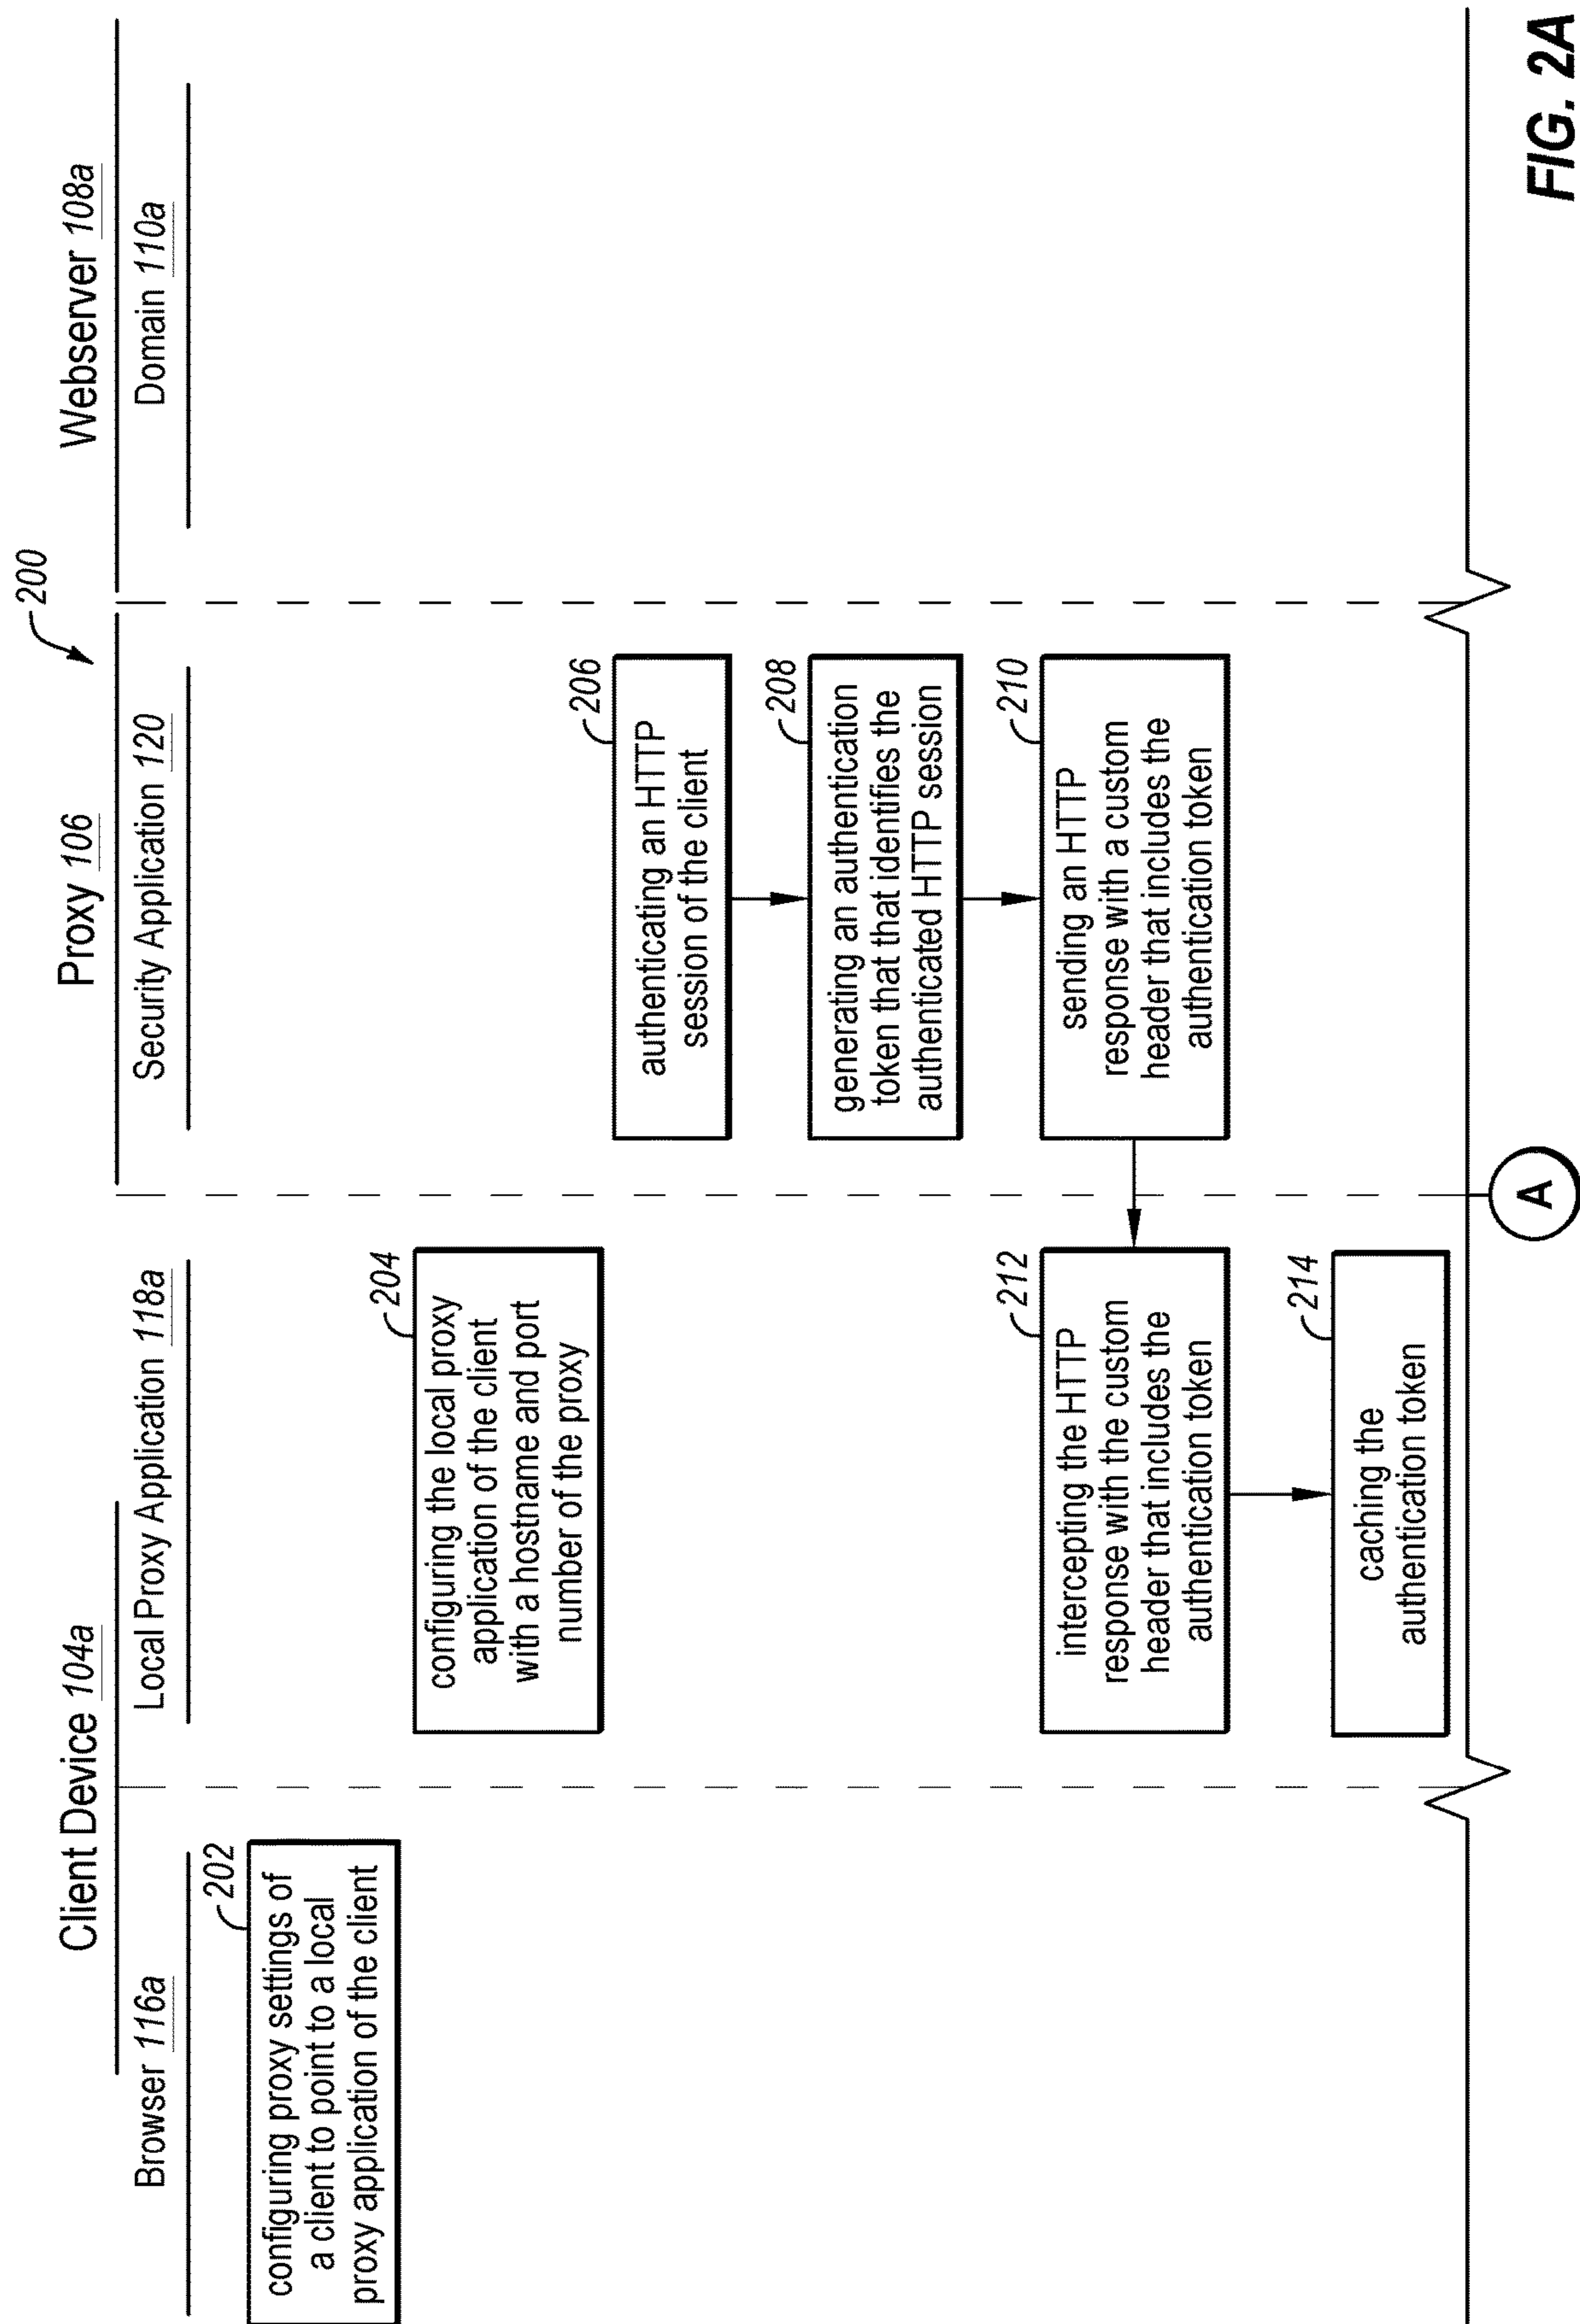 200
Client Device 104a
Proxy 106
Webserver 108a
Browser 116a
Local Proxy Application 118a
Security Application 120
Domain 110a
202
configuring proxy settings of
a client to point to a local
proxy application of the client
204
configuring the local proxy
application of the client
with a hostname and port
number of the proxy
206
authenticating an HTTP
session of the client
208
generating an authentication
token that that identifies the
authenticated HTTP session
210
sending an HTTP
response with a custom
header that includes the
authentication token
212
intercepting the HTTP
response with the custom
header that includes the
authentication token
214
caching the
authentication token
A
FIG. 2A